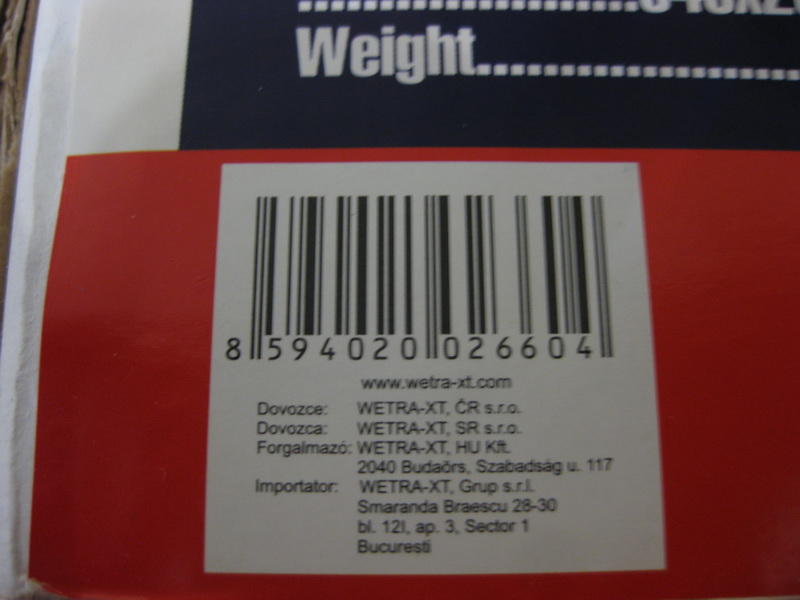 Weight....................
8 594020 026604
www.wetra-xt.com
Dovozce: WETRA-XT, ČR s.r.o.
Dovozca: WETRA-XT, SR s.r.o.
Forgalmazó: WETRA-XT, HU Kft.
2040 Budaörs, Szabadság u. 117
Importator: WETRA-XT, Grup s.r.l.
Smaranda Braescu 28-30
bl. 12I, ap. 3, Sector 1
Bucuresti